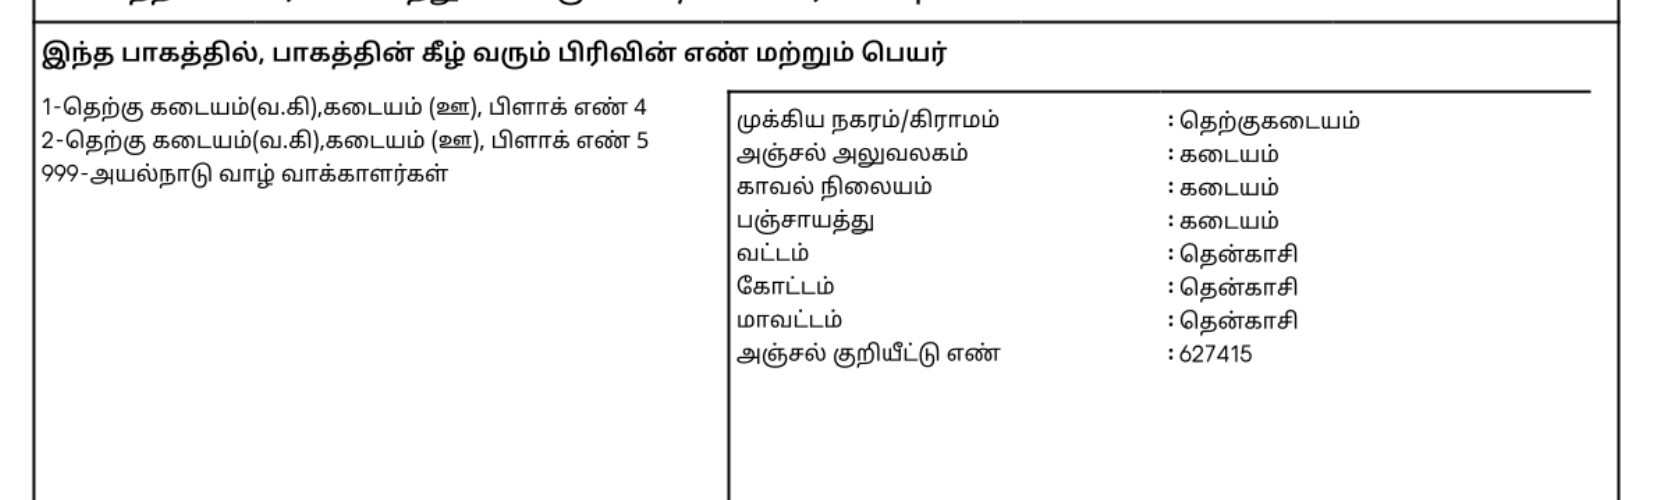 இந்த பாகத்தில், பாகத்தின் கீழ் வரும் பிரிவின் எண் மற்றும் பெயர்
1-தெற்கு கடையம்(வ.கி),கடையம் (ஊ), பிளாக் எண் 4
2-தெற்கு கடையம்(வ.கி),கடையம் (ஊ), பிளாக் எண் 5
999-அயல்நாடு வாழ் வாக்காளர்கள்
முக்கிய நகரம்/கிராமம் : தெற்குகடையம்
அஞ்சல் அலுவலகம் : கடையம்
காவல் நிலையம் : கடையம்
பஞ்சாயத்து : கடையம்
வட்டம் : தென்காசி
கோட்டம் : தென்காசி
மாவட்டம் : தென்காசி
அஞ்சல் குறியீட்டு எண் : 627415